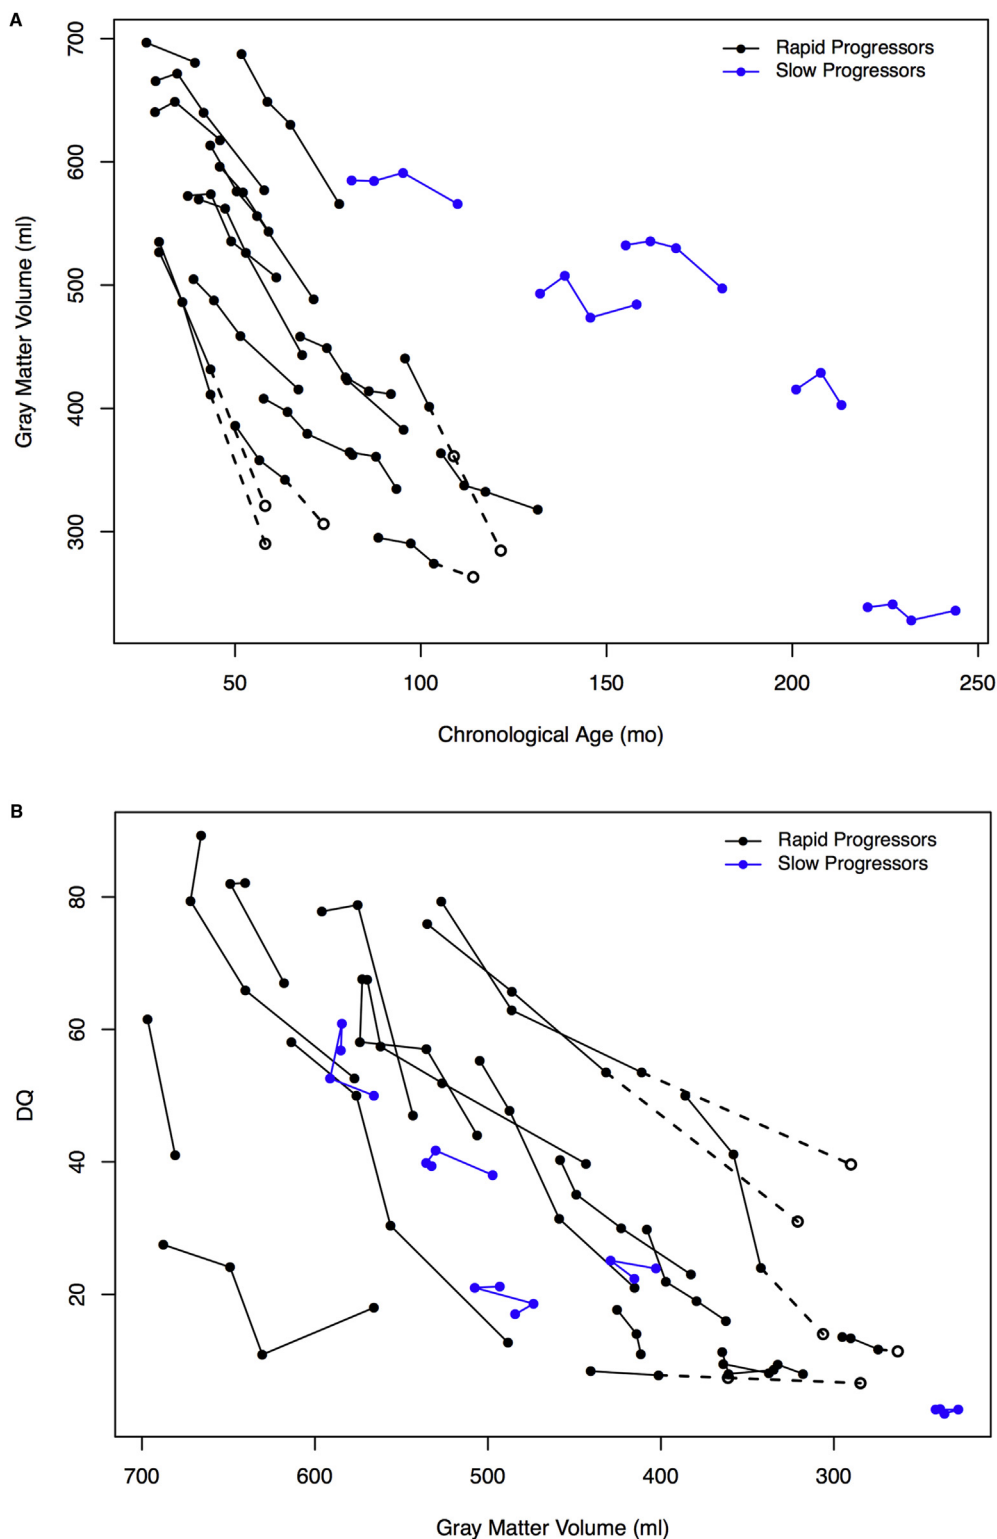 A
Rapid Progressors
Slow Progressors
700
600
500
400
300
Gray Matter Volume (ml)
50 100 150 200 250
Chronological Age (mo)
B
Rapid Progressors
Slow Progressors
80
60
40
20
DQ
700 600 500 400 300
Gray Matter Volume (ml)